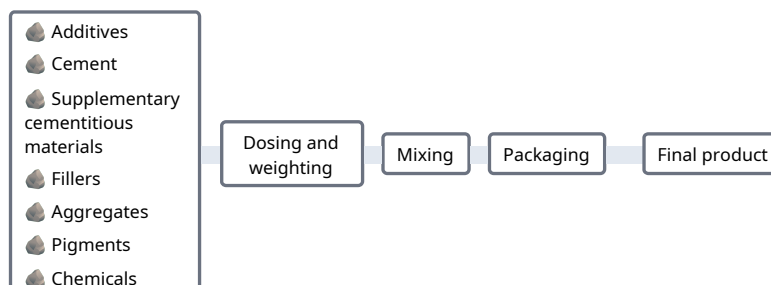 Additives
Cement
Supplementary
cementitious
materials
Fillers
Aggregates
Pigments
Chemicals
Dosing and
weighting
Mixing
Packaging
Final product